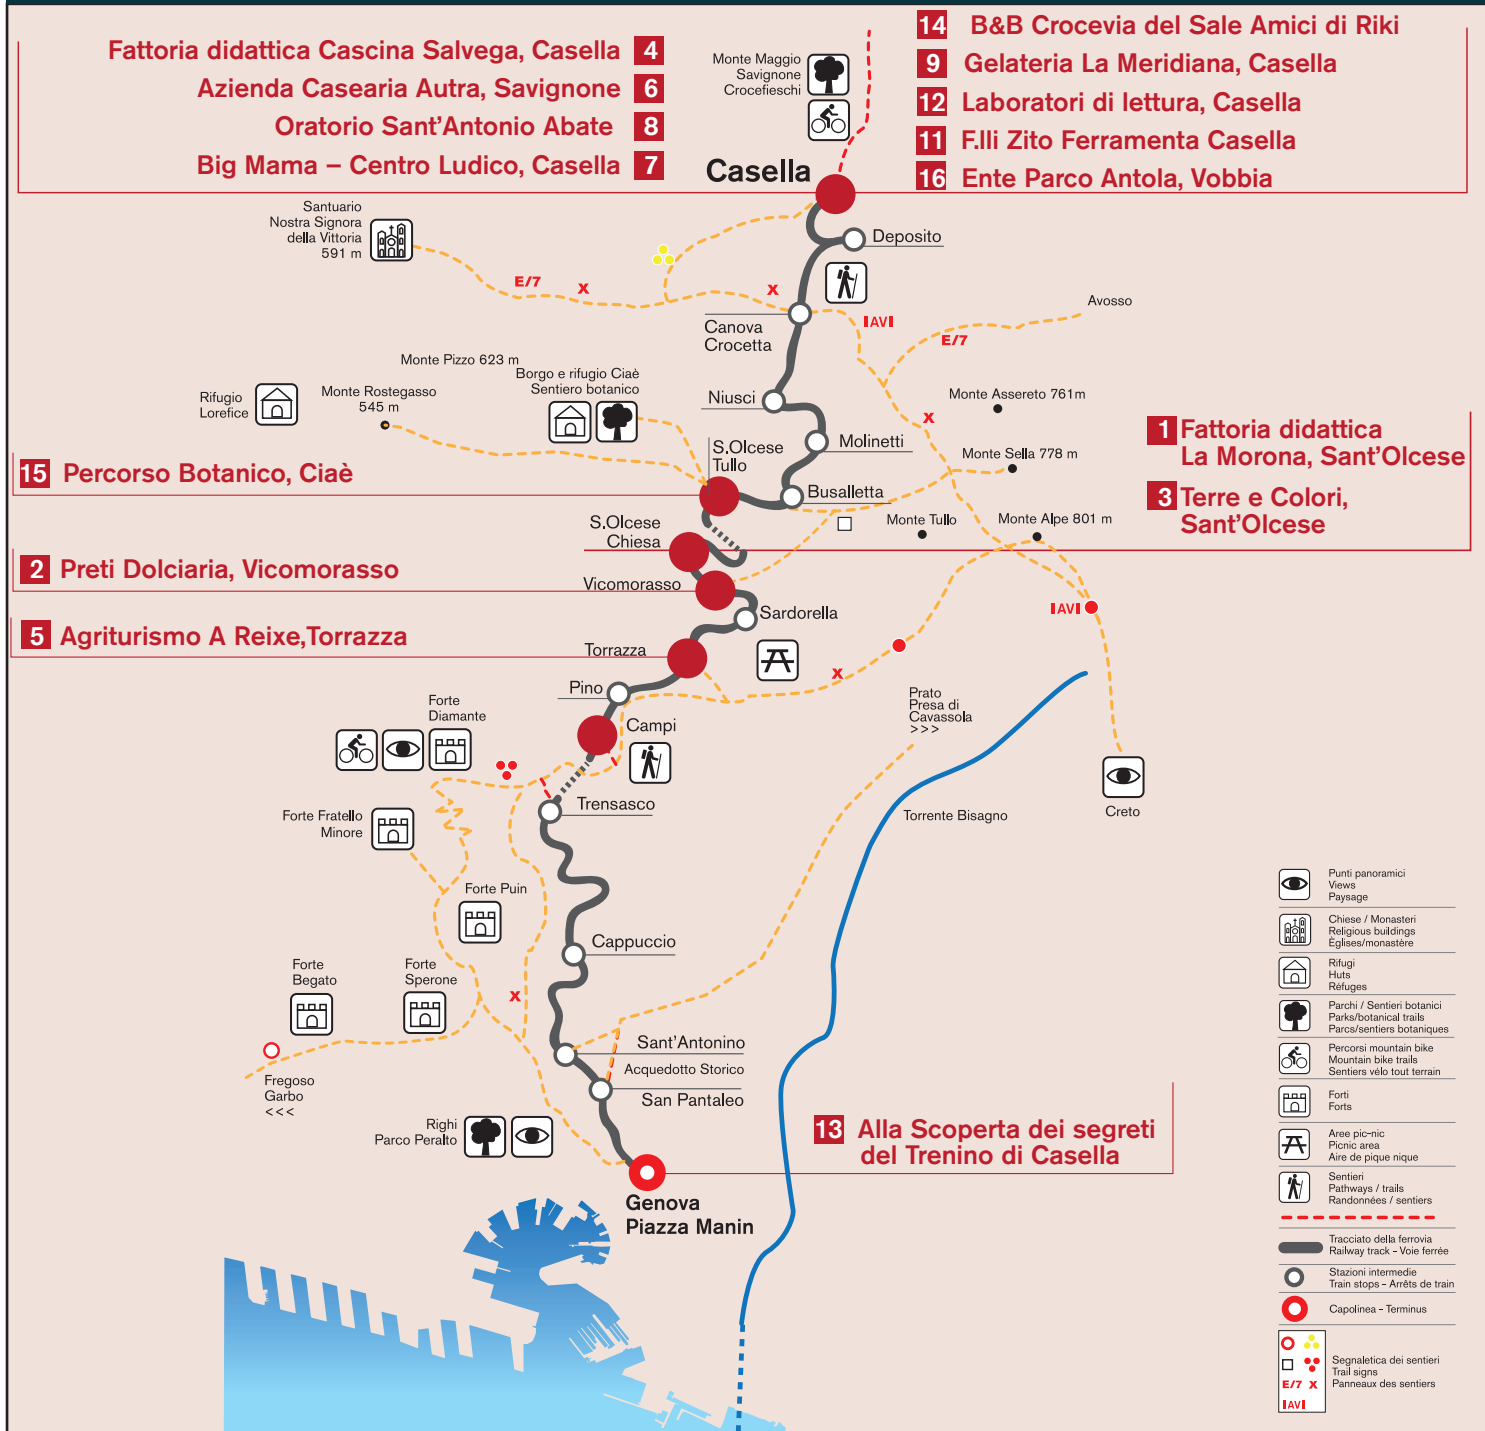 Fattoria didattica Cascina Salvega, Casella 4
Azienda Casearia Autra, Savignone 6
Oratorio Sant'Antonio Abate 8
Big Mama – Centro Ludico, Casella 7
Monte Maggio
Savignone
Crocefieschi
14 B&B Crocevia del Sale Amici di Riki
9 Gelateria La Meridiana, Casella
12 Laboratori di lettura, Casella
11 F.lli Zito Ferramenta Casella
16 Ente Parco Antola, Vobbia
Casella
Santuario
Nostra Signora
della Vittoria
591 m
Deposito
E/7
x
x
IAVI
Avosso
E/7
Canova
Crocetta
Monte Pizzo 623 m
Borgo e rifugio Ciaè
Sentiero botanico
Rifugio
Lorefice
Monte Rostegasso
545 m
Niusci
Monte Assereto 761m
x
Molinetti
S.Olcese
Tullo
Monte Sella 778 m
1 Fattoria didattica
La Morona, Sant'Olcese
3 Terre e Colori,
Sant'Olcese
15 Percorso Botanico, Ciaè
Busalletta
Monte Tullo
Monte Alpe 801 m
S.Olcese
Chiesa
2 Preti Dolciaria, Vicomorasso
Vicomorasso
Sardorella
IAVI
5 Agriturismo A Reixe,Torrazza
Torrazza
x
Pino
Prato
Presa di
Cavassola
>>>
Forte
Diamante
Campi
Trensasco
Forte Fratello
Minore
Torrente Bisagno
Creto
Forte Puin
Cappuccio
Forte
Begato
Forte
Sperone
x
Sant'Antonino
Acquedotto Storico
San Pantaleo
Fregoso
Garbo
<<<
Righi
Parco Peralto
13 Alla Scoperta dei segreti
del Trenino di Casella
Genova
Piazza Manin
Punti panoramici
Views
Paysage
Chiese / Monasteri
Religious buildings
Églises/monastère
Rifugi
Huts
Réfuges
Parchi / Sentieri botanici
Parks/botanical trails
Parcs/sentiers botaniques
Percorsi mountain bike
Mountain bike trails
Sentiers vélo tout terrain
Forti
Forts
Aree pic-nic
Picnic area
Aire de pique nique
Sentieri
Pathways / trails
Randonnées / sentiers
Tracciato della ferrovia
Railway track - Voie ferrée
Stazioni intermedie
Train stops - Arrêts de train
Capolinea - Terminus
Segnaletica dei sentieri
Trail signs
Panneaux des sentiers
E/7 x
IAVI